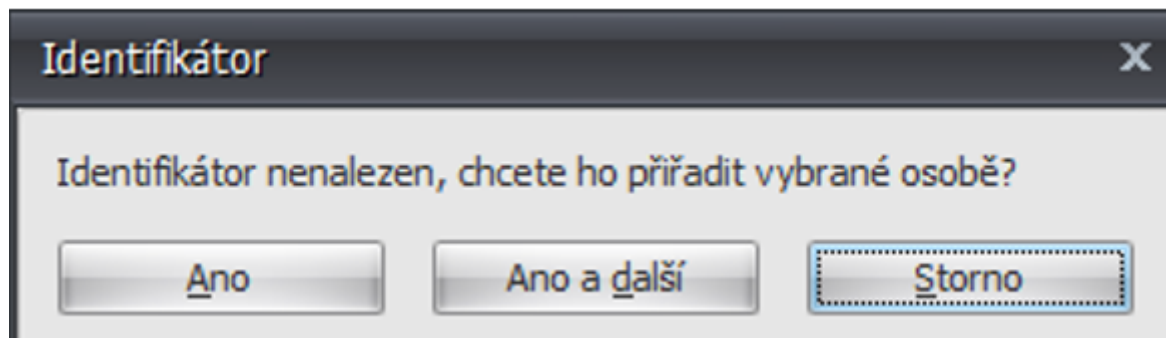 Identifikátor x
Identifikátor nenalezen, chcete ho přiřadit vybrané osobě?
Ano Ano a další Storno